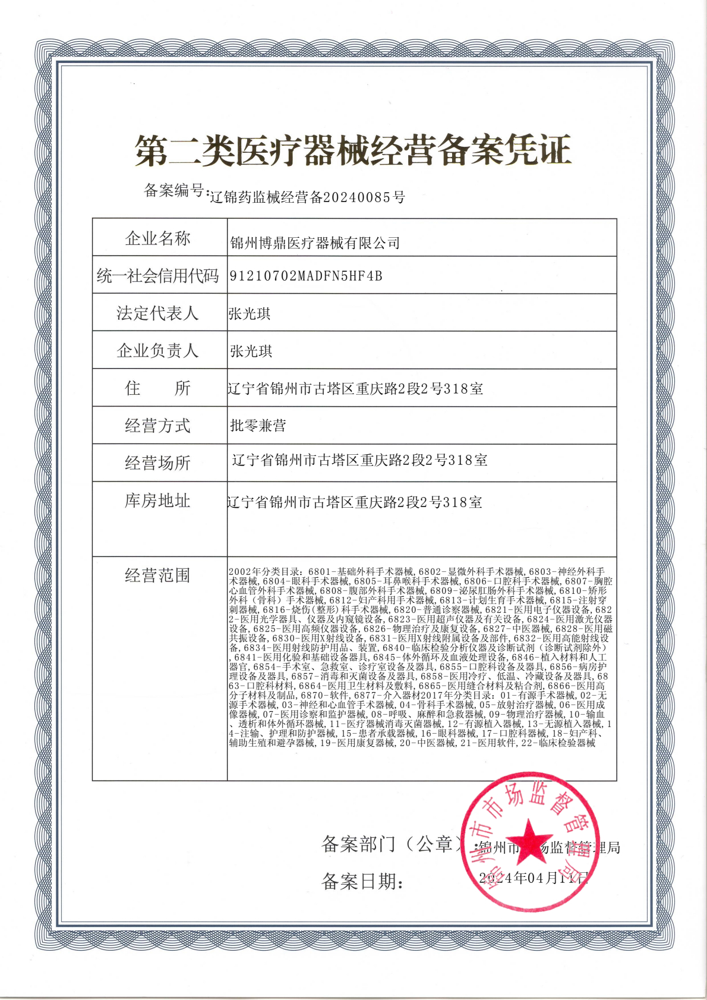 第二类医疗器械经营备案凭证
备案编号:辽锦药监械经营备20240085号
企业名称 锦州博鼎医疗器械有限公司
统一社会信用代码 91210702MADFN5HF4B
法定代表人 张光琪
企业负责人 张光琪
住 所 辽宁省锦州市古塔区重庆路2段2号318室
经营方式 批零兼营
经营场所 辽宁省锦州市古塔区重庆路2段2号318室
库房地址 辽宁省锦州市古塔区重庆路2段2号318室
经营范围 2002年分类目录: 6801-基础外科手术器械,6802-显微外科手术器械,6803-神经外科手
术器械,6804-眼科手术器械,6805-耳鼻喉科手术器械,6806-口腔科手术器械,6807-胸腔
心血管外科手术器械,6808-腹部外科手术器械,6809-泌尿肛肠外科手术器械,6810-矫形
外科（骨科）手术器械,6812-妇产科用手术器械,6813-计划生育手术器械,6815-注射穿
刺器械,6816-烧伤(整形)科手术器械,6820-普通诊察器械,6821-医用电子仪器设备,682
2-医用光学器具、仪器及内窥镜设备,6823-医用超声仪器及有关设备,6824-医用激光仪器
设备,6825-医用高频仪器设备,6826-物理治疗及康复设备,6827-中医器械,6828-医用磁
共振设备,6830-医用X射线设备,6831-医用X射线附属设备及部件,6832-医用高能射线设
备,6834-医用射线防护用品、装置,6840-临床检验分析仪器及诊断试剂（诊断试剂除外）
,6841-医用化验和基础设备器具,6845-体外循环及血液处理设备,6846-植入材料和人工
器官,6854-手术室、急救室、诊疗室设备及器具,6855-口腔科设备及器具,6856-病房护
理设备及器具,6857-消毒和灭菌设备及器具,6858-医用冷疗、低温、冷藏设备及器具,68
63-口腔科材料,6864-医用卫生材料及敷料,6865-医用缝合材料及粘合剂,6866-医用高
分子材料及制品,6870-软件,6877-介入器材2017年分类目录: 01-有源手术器械,02-无
源手术器械,03-神经和心血管手术器械,04-骨科手术器械,05-放射治疗器械,06-医用成
像器械,07-医用诊察和监护器械,08-呼吸、麻醉和急救器械,09-物理治疗器械,10-输血
、透析和体外循环器械,11-医疗器械消毒灭菌器械,12-有源植入器械,13-无源植入器械,1
4-注输、护理和防护器械,15-患者承载器械,16-眼科器械,17-口腔科器械,18-妇产科、
辅助生殖和避孕器械,19-医用康复器械,20-中医器械,21-医用软件,22-临床检验器械
备案部门（公章）:锦州市市场监督管理局
备案日期: 2024年04月11日
锦州市市场监督管理局